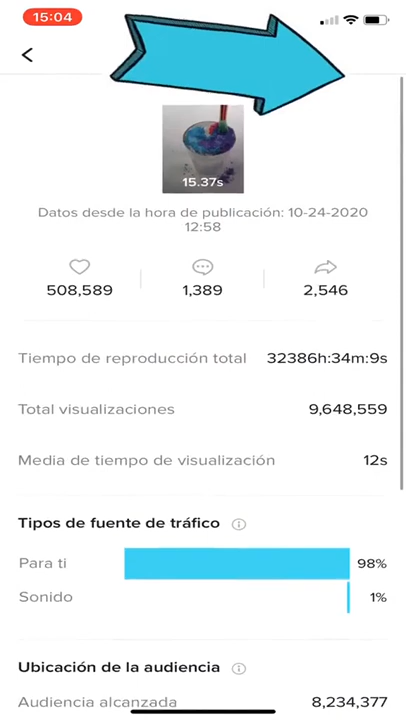 15:04
15.37s
Datos desde la hora de publicación: 10-24-2020
12:58
508,589 1,389 2,546
Tiempo de reproducción total 32386h:34m:9s
Total visualizaciones 9,648,559
Media de tiempo de visualización 12s
Tipos de fuente de tráfico
Para ti 98%
Sonido 1%
Ubicación de la audiencia
Audiencia alcanzada 8,234,377